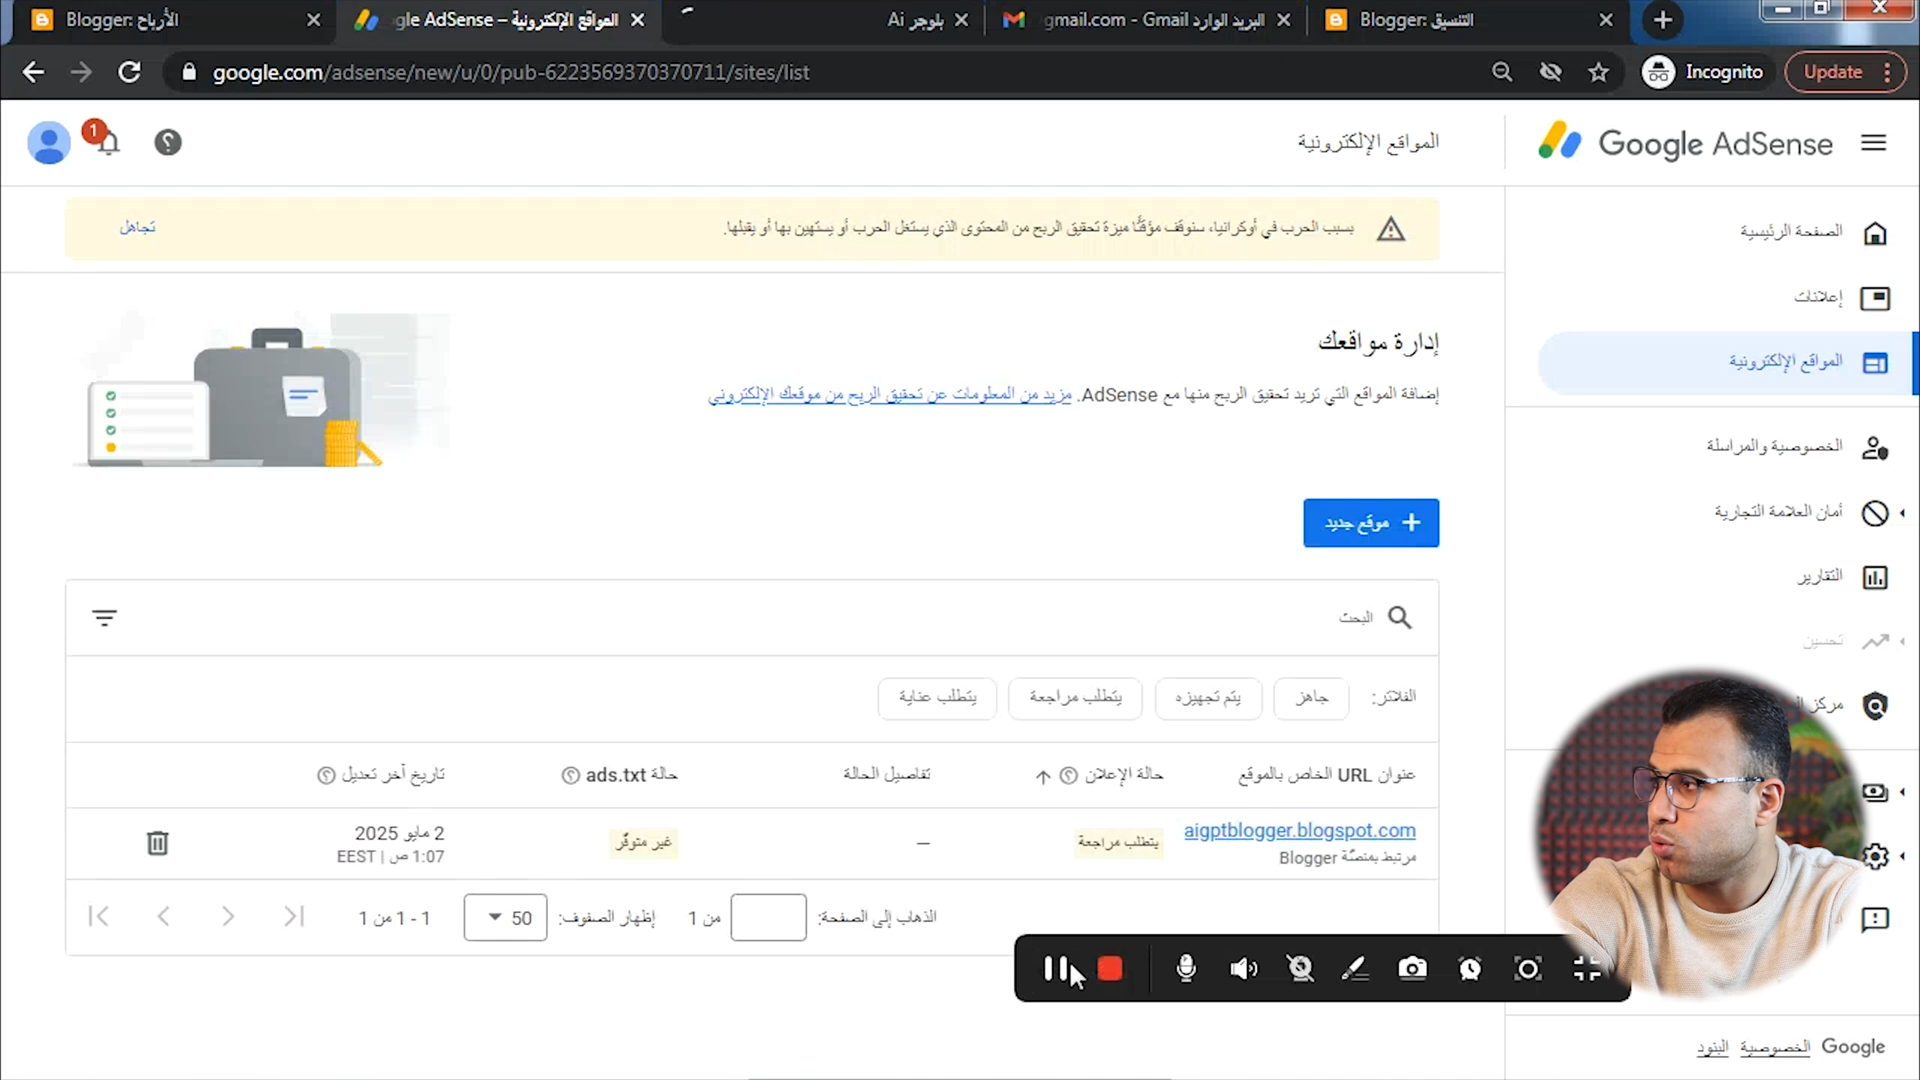 Blogger: الأرباح
gle AdSense – المواقع الإلكترونية
بلوجر Ai
gmail.com - Gmail البريد الوارد
Blogger: التنسيق
google.com/adsense/new/u/0/pub-6223569370370711/sites/list
Incognito
Update
1
المواقع الإلكترونية
Google AdSense
بسبب الحرب في أوكرانيا، سنوقف مؤقتًا ميزة تحقيق الربح من المحتوى الذي يستغل الحرب أو يستهين بها أو يقبلها.
تجاهل
إدارة مواقعك
إضافة المواقع التي تريد تحقيق الربح منها مع AdSense. مزيد من المعلومات عن تحقيق الربح من موقعك الإلكتروني
+ موقع جديد
البحث
الفلاتر:
جاهز
يتم تجهيزه
يتطلب مراجعة
يتطلب عناية
عنوان URL الخاص بالموقع
حالة الإعلان
تفاصيل الحالة
حالة ads.txt
تاريخ آخر تعديل
aigptblogger.blogspot.com
مرتبط بمنصّة Blogger
يتطلب مراجعة
—
غير متوفّر
2 مايو 2025
1:07 ص | EEST
الذهاب إلى الصفحة:
من 1
إظهار الصفوف:
50
1 - 1 من 1
الصفحة الرئيسية
إعلانات
المواقع الإلكترونية
الخصوصية والمراسلة
أمان العلامة التجارية
التقارير
تحسين
مركز
Google الخصوصية البنود